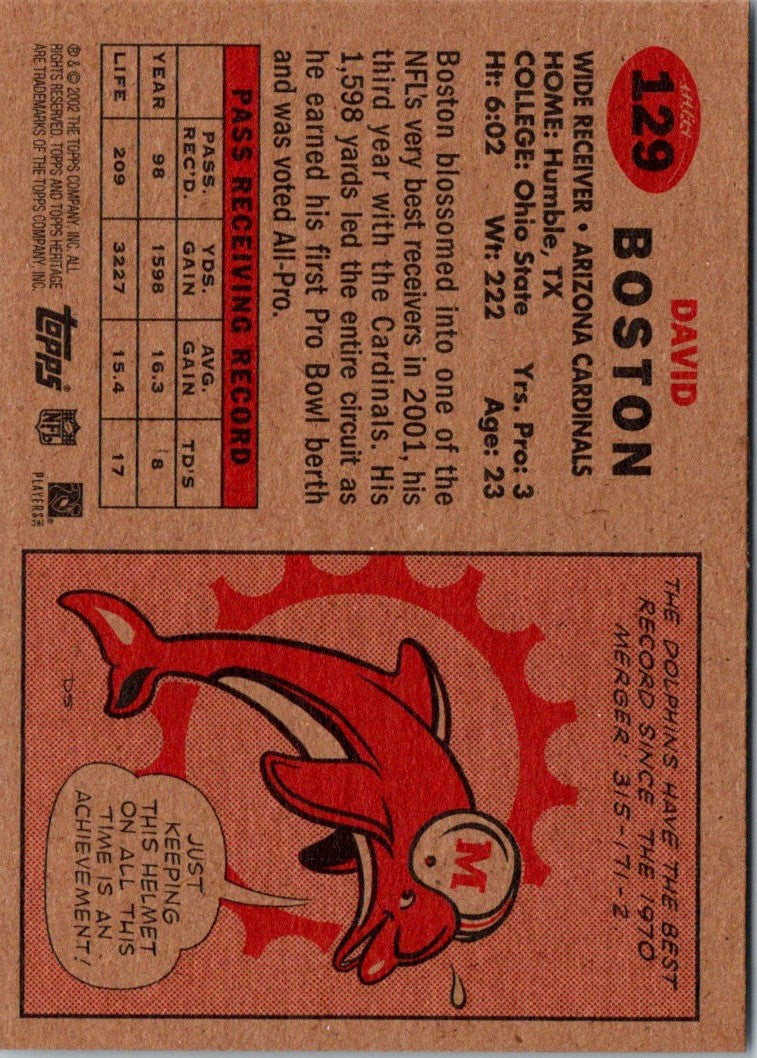 129
DAVID
BOSTON
WIDE RECEIVER • ARIZONA CARDINALS
HOME: Humble, TX
COLLEGE: Ohio State Yrs. Pro: 3
Ht: 6:02 Wt: 222 Age: 23
Boston blossomed into one of the
NFL's very best receivers in 2001, his
third year with the Cardinals. His
1,598 yards led the entire circuit as
he earned his first Pro Bowl berth
and was voted All-Pro.
PASS RECEIVING RECORD
PASS. REC'D. YDS. GAIN AVG. GAIN TD'S
YEAR 98 1598 16.3 8
LIFE 209 3227 15.4 17
® & © 2002 THE TOPPS COMPANY, INC. ALL
RIGHTS RESERVED. TOPPS AND TOPPS HERITAGE
ARE TRADEMARKS OF THE TOPPS COMPANY, INC.
topps
NFL
PLAYERS INC
THE DOLPHINS HAVE THE BEST
RECORD SINCE THE 1970
MERGER: 315-171-2.
M
JUST
KEEPING
THIS HELMET
ON ALL THIS
TIME IS AN
ACHIEVEMENT!